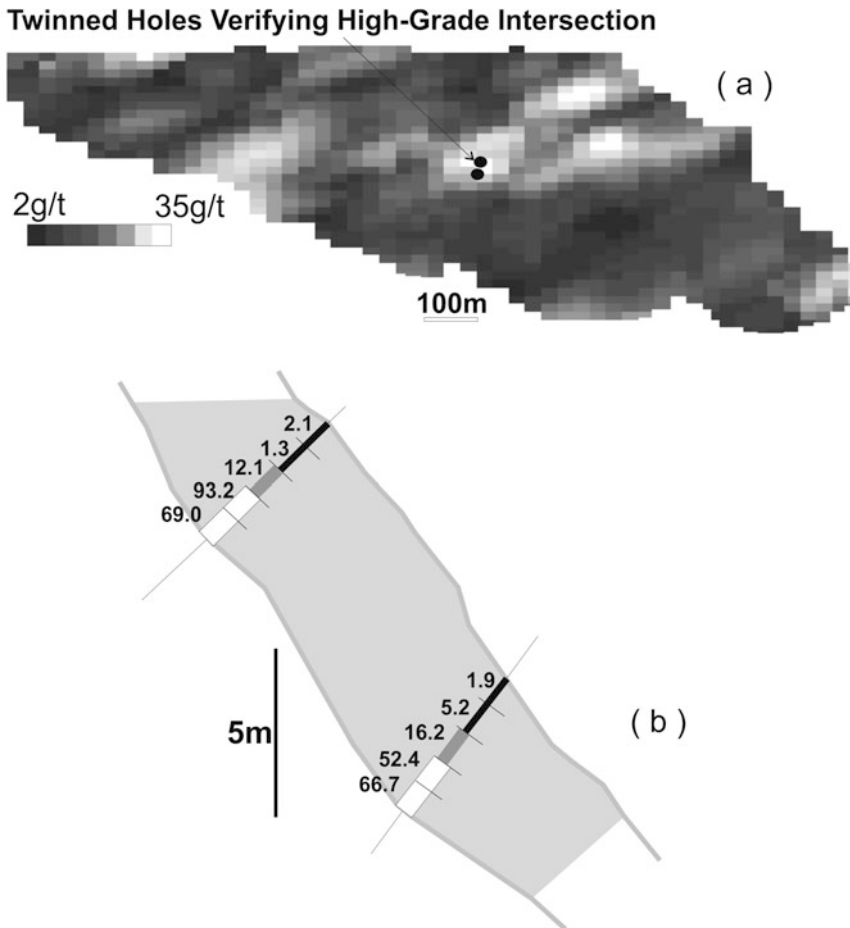 Twinned Holes Verifying High-Grade Intersection
( a )
2g/t 35g/t
100m
2.1
1.3
12.1
93.2
69.0
1.9
5.2
16.2
52.4
66.7
5m
( b )